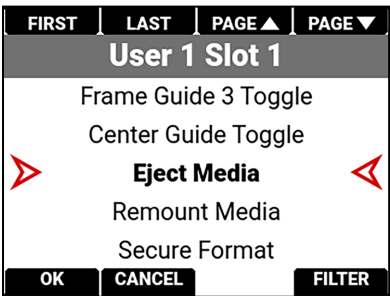 FIRST LAST PAGE▲ PAGE▼
User 1 Slot 1
Frame Guide 3 Toggle
Center Guide Toggle
Eject Media
Remount Media
Secure Format
OK CANCEL FILTER